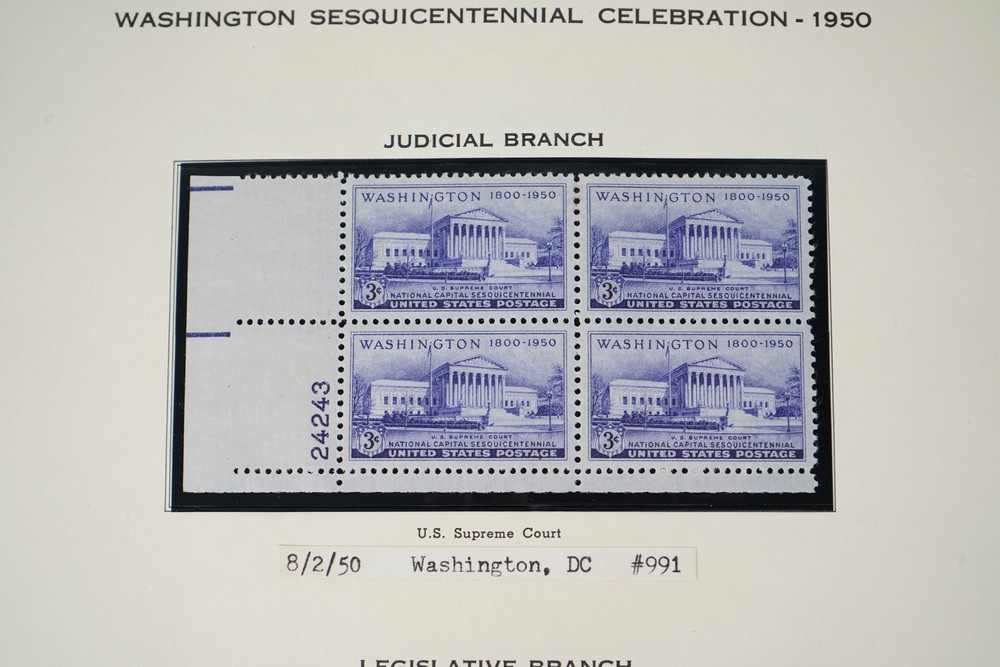 WASHINGTON SESQUICENTENNIAL CELEBRATION - 1950
JUDICIAL BRANCH
WASHINGTON 1800-1950
U. S. SUPREME COURT
3¢ NATIONAL CAPITAL SESQUICENTENNIAL
UNITED STATES POSTAGE
WASHINGTON 1800-1950
U. S. SUPREME COURT
3¢ NATIONAL CAPITAL SESQUICENTENNIAL
UNITED STATES POSTAGE
24243
WASHINGTON 1800-1950
U. S. SUPREME COURT
3¢ NATIONAL CAPITAL SESQUICENTENNIAL
UNITED STATES POSTAGE
WASHINGTON 1800-1950
U. S. SUPREME COURT
3¢ NATIONAL CAPITAL SESQUICENTENNIAL
UNITED STATES POSTAGE
U.S. Supreme Court
8/2/50 Washington, DC #991
LEGISLATIVE BRANCH